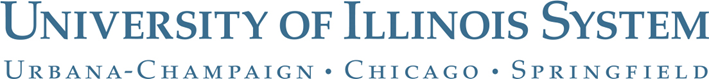 University of Illinois System
Urbana-Champaign • Chicago • Springfield